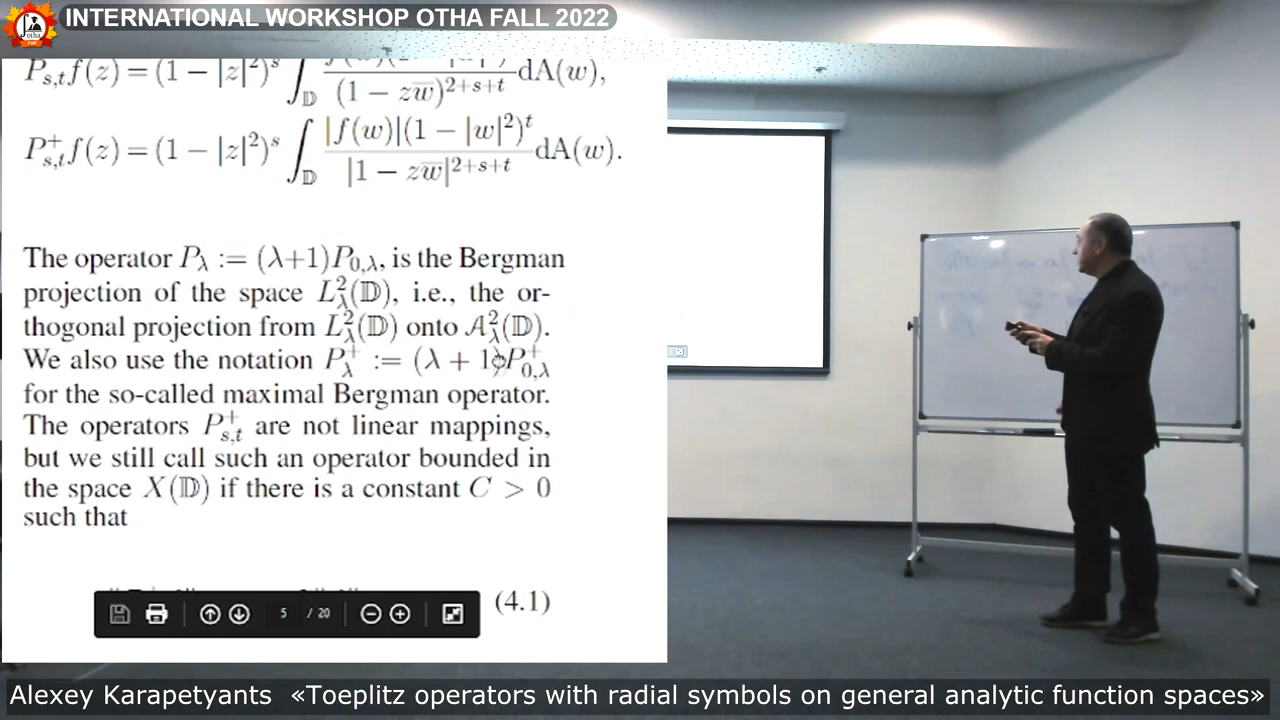 INTERNATIONAL WORKSHOP OTHA FALL 2022
P_{s,t}f(z) = (1 − |z|²)^s ∫_𝔻 f(w)(1 − |w|²)^t / (1 − zw̅)^{2+s+t} dA(w),
P⁺_{s,t}f(z) = (1 − |z|²)^s ∫_𝔻 |f(w)|(1 − |w|²)^t / |1 − zw̅|^{2+s+t} dA(w).
The operator P_λ := (λ+1)P_{0,λ}, is the Bergman
projection of the space L²_λ(𝔻), i.e., the or-
thogonal projection from L²_λ(𝔻) onto 𝒜²_λ(𝔻).
We also use the notation P⁺_λ := (λ + 1)P⁺_{0,λ}
for the so-called maximal Bergman operator.
The operators P⁺_{s,t} are not linear mappings,
but we still call such an operator bounded in
the space X(𝔻) if there is a constant C > 0
such that
(4.1)
5 / 20
Alexey Karapetyants «Toeplitz operators with radial symbols on general analytic function spaces»